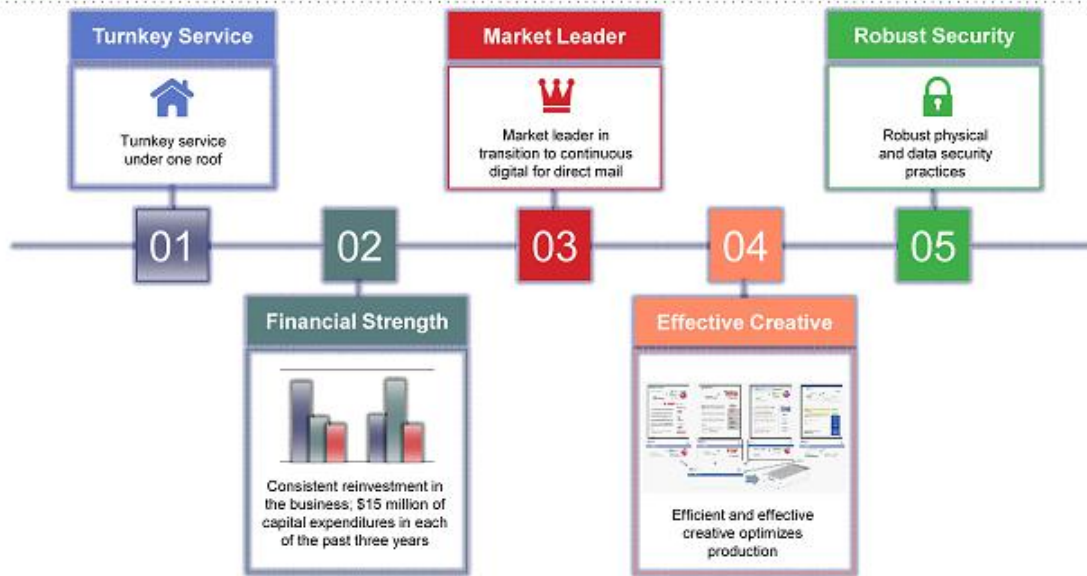 Turnkey Service
Turnkey service
under one roof
01
02
Financial Strength
Consistent reinvestment in
the business; $15 million of
capital expenditures in each
of the past three years
Market Leader
Market leader in
transition to continuous
digital for direct mail
03
04
Effective Creative
Efficient and effective
creative optimizes
production
Robust Security
Robust physical
and data security
practices
05